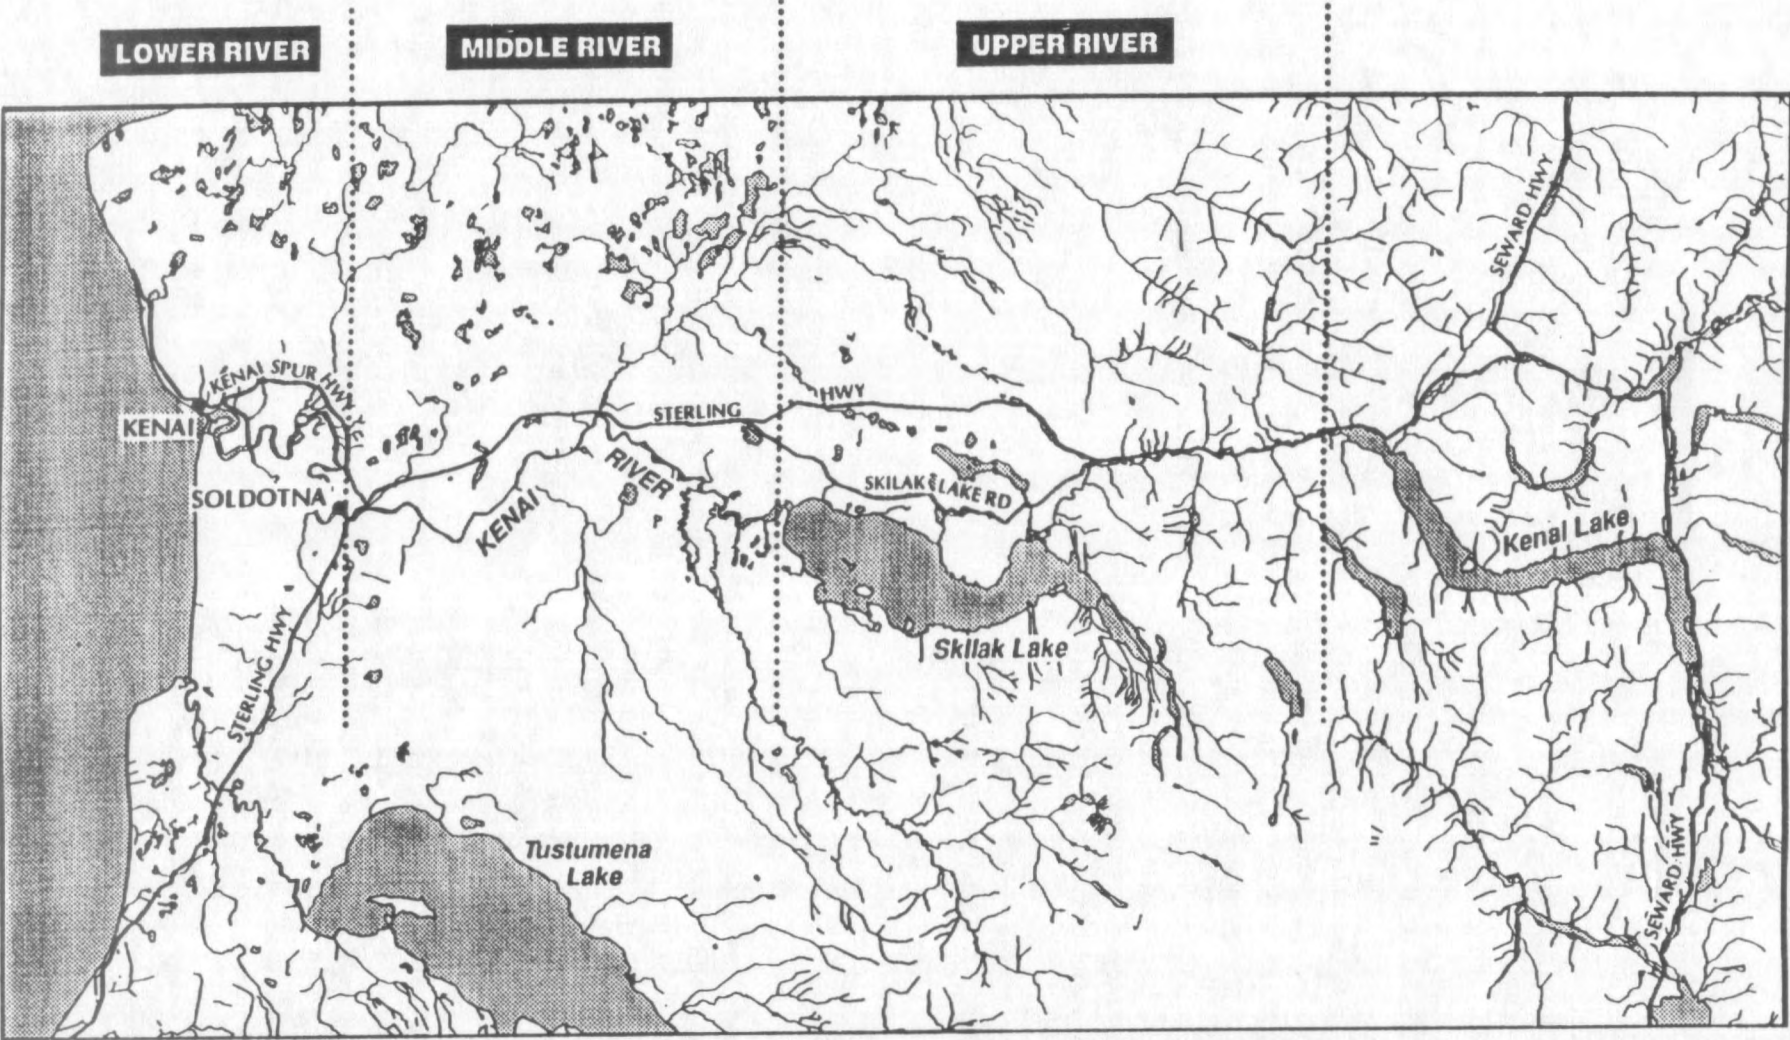 LOWER RIVER
MIDDLE RIVER
UPPER RIVER
SEWARD HWY
KENAI SPUR HWY
KENAI
STERLING
HWY
RIVER
SKILAK LAKE RD
SOLDOTNA
KENAI
Kenai Lake
STERLING HWY
Skilak Lake
Tustumena
Lake
SEWARD HWY